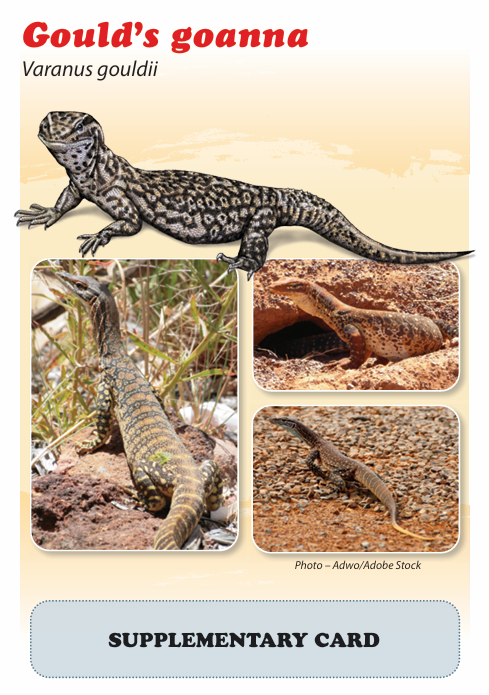 Gould's goanna
Varanus gouldii
Photo – Adwo/Adobe Stock
SUPPLEMENTARY CARD